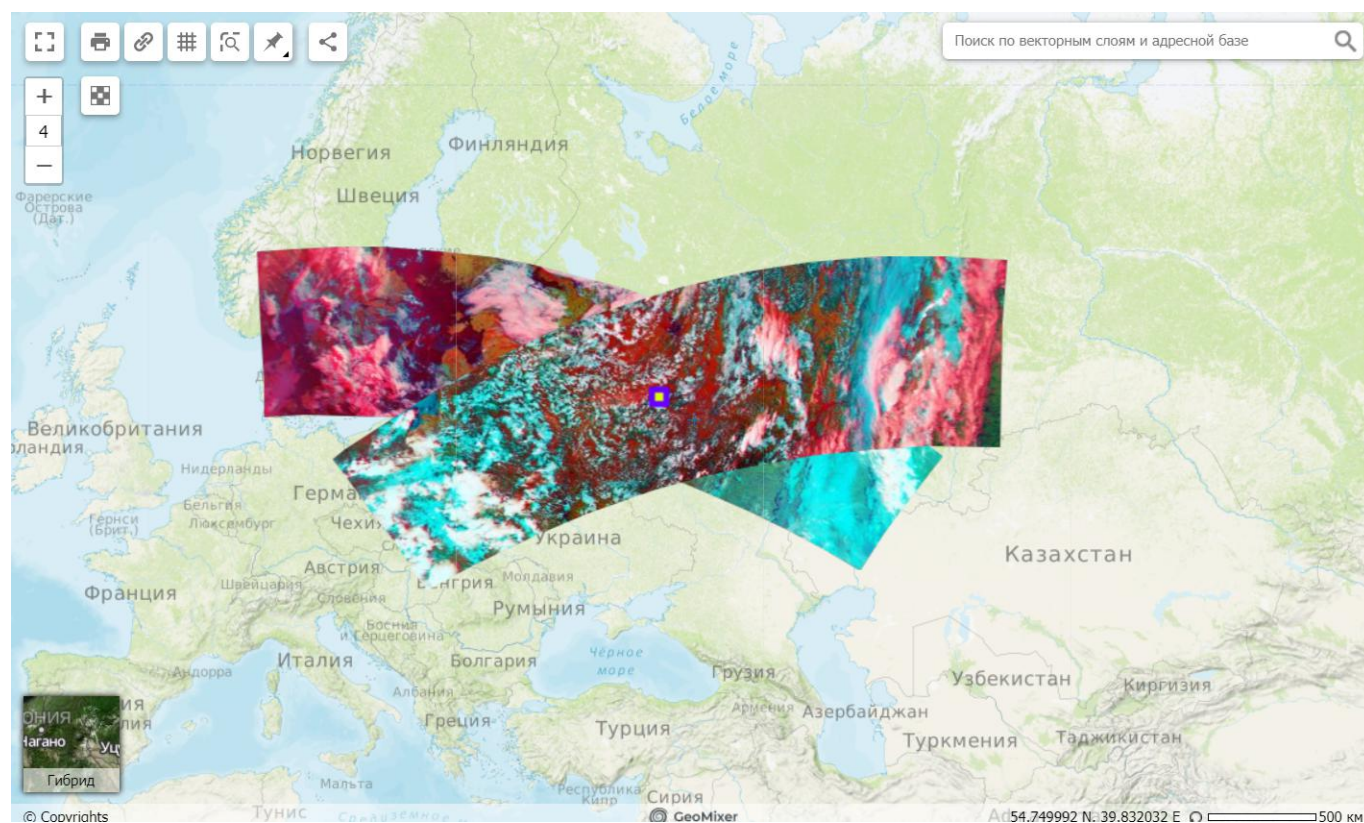 Поиск по векторным слоям и адресной базе
+
4
−
Белое море
Финляндия
Норвегия
Швеция
Фарерские
Острова
(Дат.)
Великобритания
Нидерланды
Бельгия
Люксембург
Гернси
(Брит.)
Украина
Казахстан
Австрия
Швейцария
Словения
Молдавия
Франция
Румыния
Босния
и Герцеговина
Чёрное
море
Италия
Болгария
Андорра
Грузия
Узбекистан
Киргизия
Албания
Армения
Азербайджан
Греция
Турция
Туркмения
Таджикистан
Нагано
Гибрид
Мальта
Республика
Кипр
Сирия
Тунис
Средиземное
© Copyrights
GeoMixer
54.749992 N, 39.832032 E
500 км